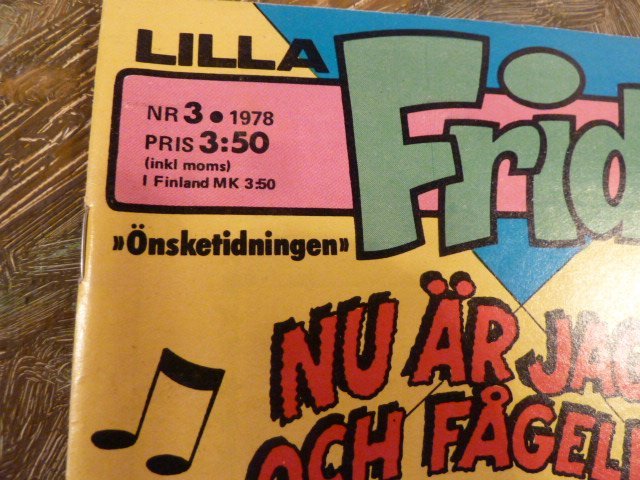 LILLA
Frid
NR 3 • 1978
PRIS 3:50
(inkl moms)
I Finland MK 3:50
»Önsketidningen»
NU ÄR JAG
OCH FÅGEL